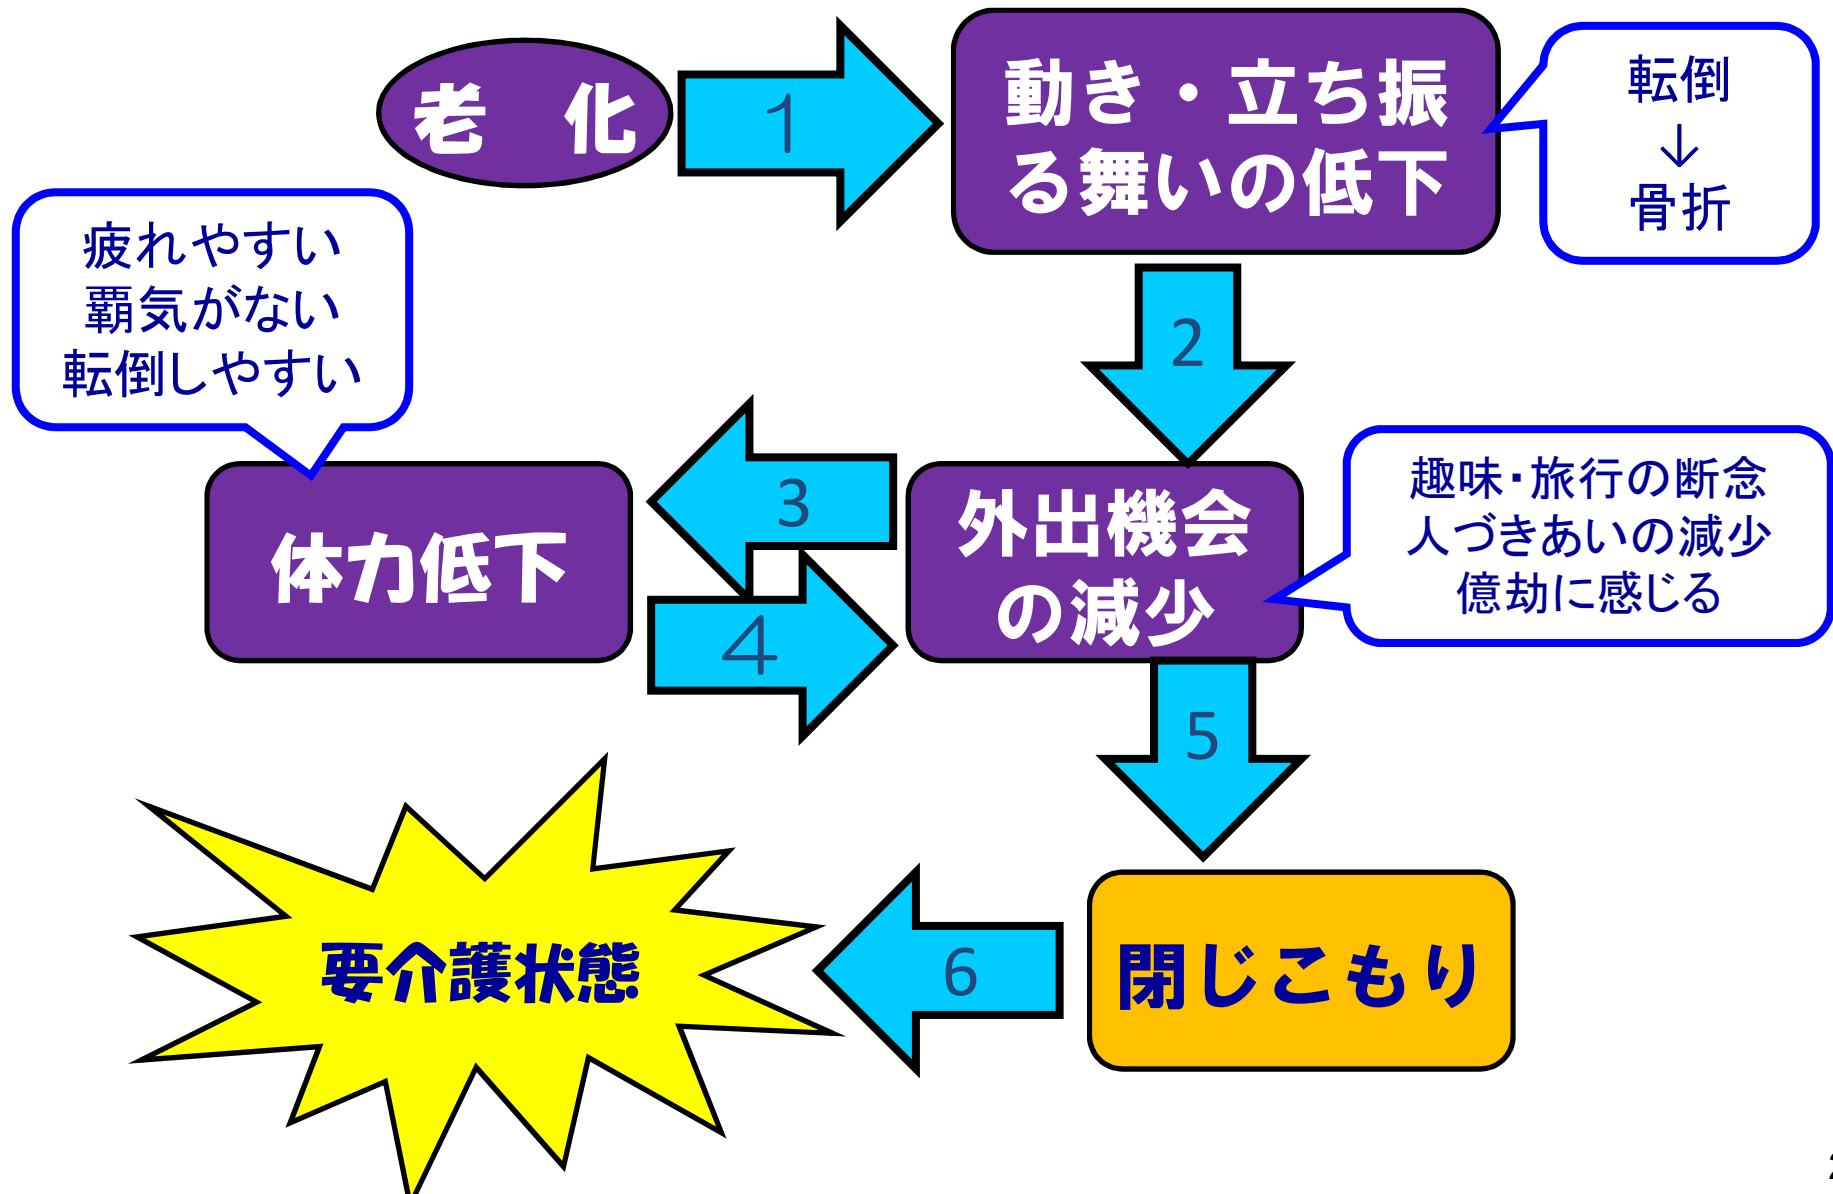 老　化
1
動き・立ち振
る舞いの低下
転倒
↓
骨折
疲れやすい
覇気がない
転倒しやすい
2
3
体力低下
4
外出機会
の減少
趣味・旅行の断念
人づきあいの減少
億劫に感じる
5
要介護状態
6
閉じこもり